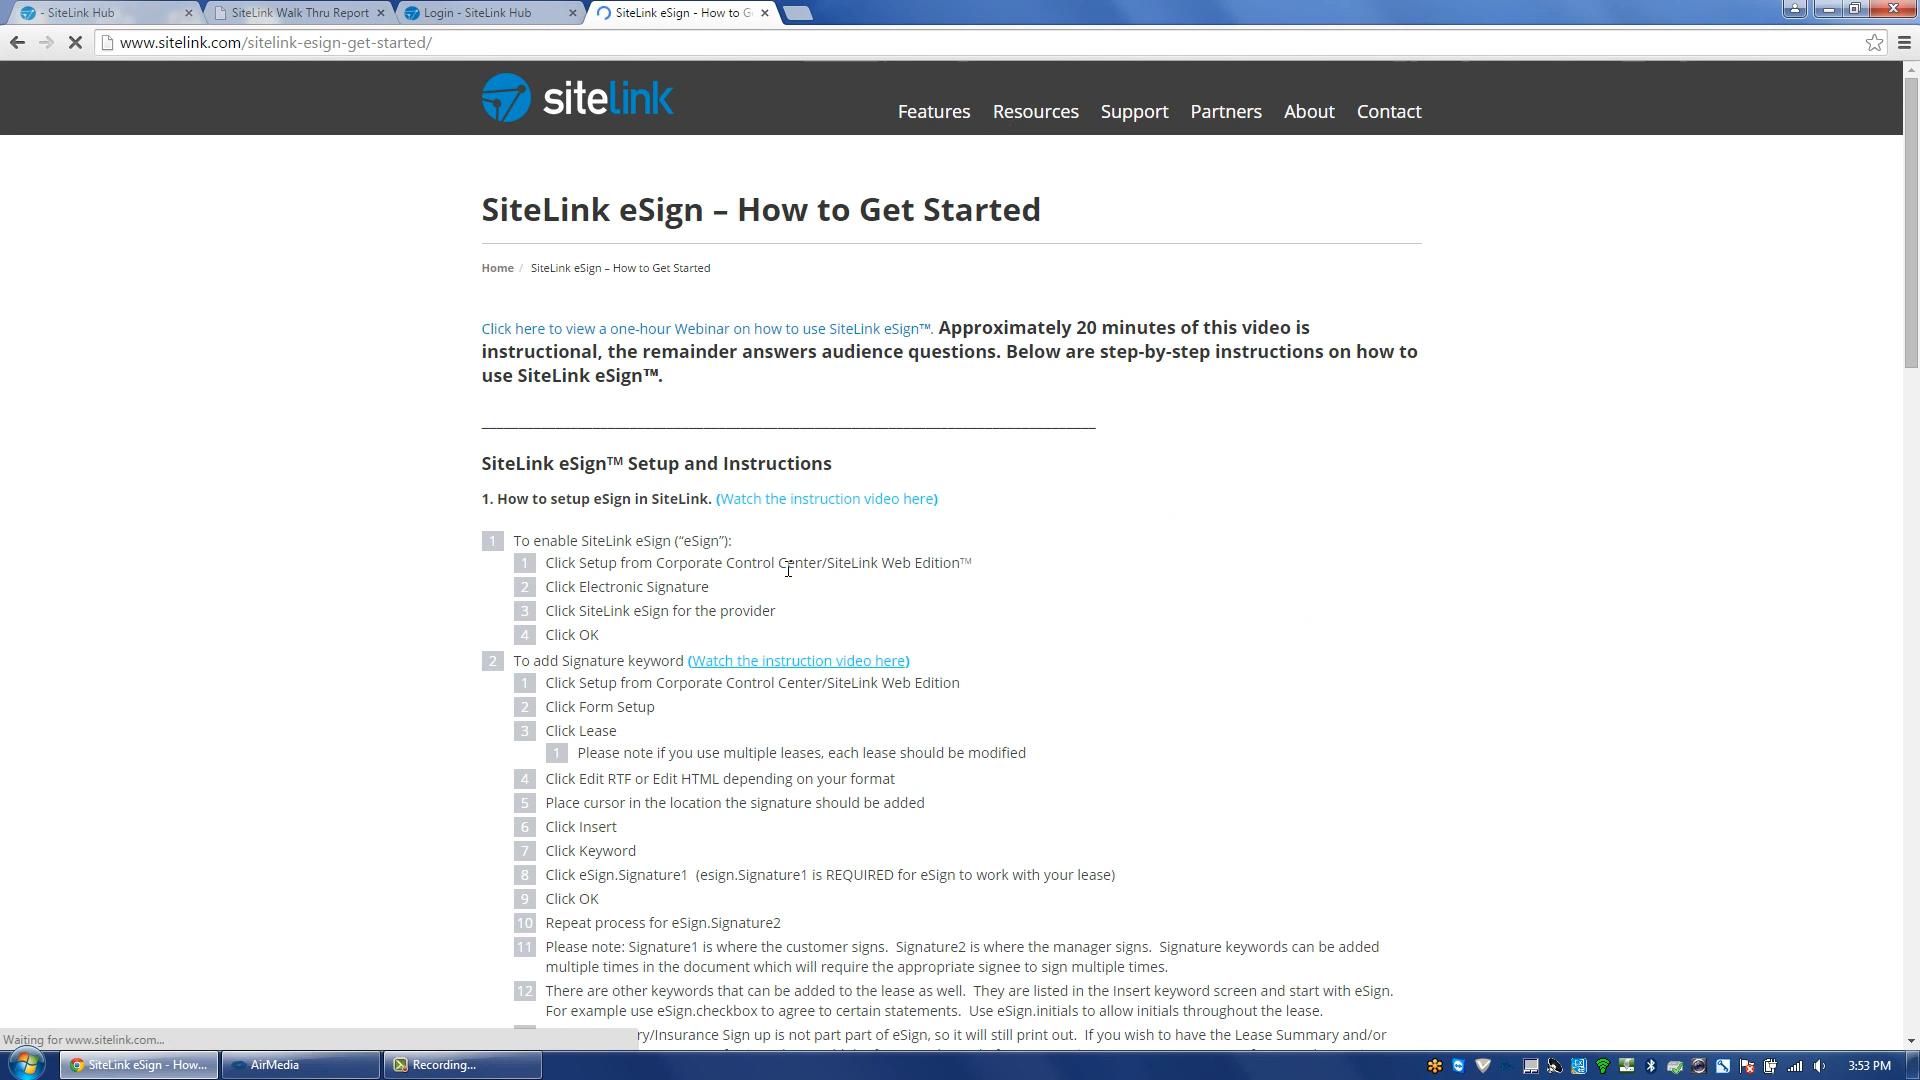 - SiteLink Hub
SiteLink Walk Thru Report
Login - SiteLink Hub
SiteLink eSign - How to G
www.sitelink.com/sitelink-esign-get-started/
sitelink
Features Resources Support Partners About Contact
SiteLink eSign – How to Get Started
Home / SiteLink eSign – How to Get Started
Click here to view a one-hour Webinar on how to use SiteLink eSign™. Approximately 20 minutes of this video is
instructional, the remainder answers audience questions. Below are step-by-step instructions on how to
use SiteLink eSign™.
SiteLink eSign™ Setup and Instructions
1. How to setup eSign in SiteLink. (Watch the instruction video here)
1 To enable SiteLink eSign (“eSign”):
1 Click Setup from Corporate Control Center/SiteLink Web Edition™
2 Click Electronic Signature
3 Click SiteLink eSign for the provider
4 Click OK
2 To add Signature keyword (Watch the instruction video here)
1 Click Setup from Corporate Control Center/SiteLink Web Edition
2 Click Form Setup
3 Click Lease
1 Please note if you use multiple leases, each lease should be modified
4 Click Edit RTF or Edit HTML depending on your format
5 Place cursor in the location the signature should be added
6 Click Insert
7 Click Keyword
8 Click eSign.Signature1 (esign.Signature1 is REQUIRED for eSign to work with your lease)
9 Click OK
10 Repeat process for eSign.Signature2
11 Please note: Signature1 is where the customer signs. Signature2 is where the manager signs. Signature keywords can be added
multiple times in the document which will require the appropriate signee to sign multiple times.
12 There are other keywords that can be added to the lease as well. They are listed in the Insert keyword screen and start with eSign.
For example use eSign.checkbox to agree to certain statements. Use eSign.initials to allow initials throughout the lease.
ry/Insurance Sign up is not part part of eSign, so it will still print out. If you wish to have the Lease Summary and/or
Waiting for www.sitelink.com...
SiteLink eSign - How...
AirMedia
Recording...
3:53 PM